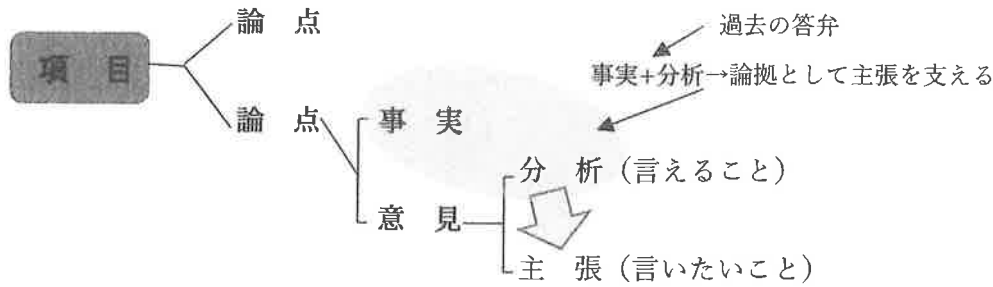 論　点
過去の答弁
項　目
事実+分析→論拠として主張を支える
論　点
事　実
分　析（言えること）
意　見
主　張（言いたいこと）